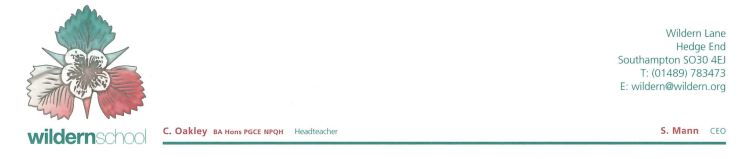 Wildern Lane
Hedge End
Southampton SO30 4EJ
T: (01489) 783473
E: wildern@wildern.org
wildernschool
C. Oakley BA Hons PGCE NPQH Headteacher
S. Mann CEO